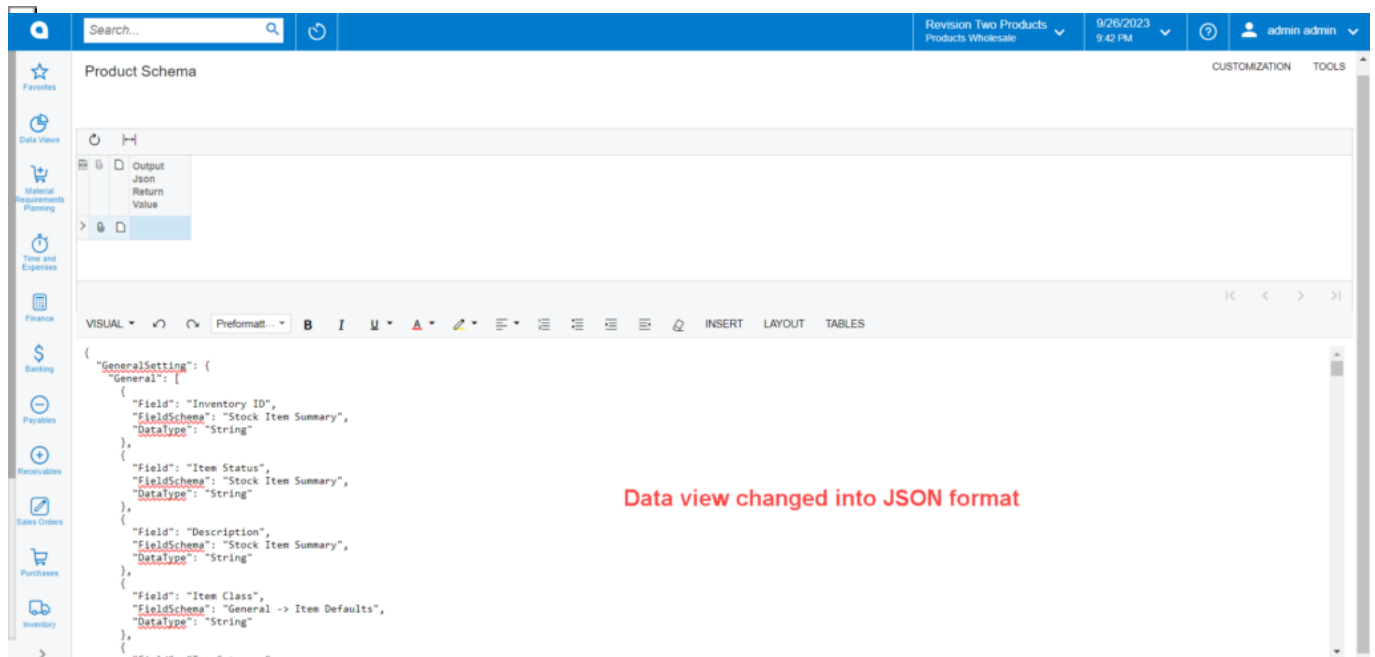 Search...
Revision Two Products
Products Wholesale
9/26/2023
9:42 PM
admin admin
Favorites
Data Views
Material
Requirements
Planning
Time and
Expenses
Finance
Banking
Payables
Receivables
Sales Orders
Purchases
Inventory
Product Schema
CUSTOMIZATION TOOLS
Output
Json
Return
Value
VISUAL Preformatt... B I U A INSERT LAYOUT TABLES
{
"GeneralSetting": {
"General": [
{
"Field": "Inventory ID",
"FieldSchema": "Stock Item Summary",
"DataType": "String"
},
{
"Field": "Item Status",
"FieldSchema": "Stock Item Summary",
"DataType": "String"
},
{
"Field": "Description",
"FieldSchema": "Stock Item Summary",
"DataType": "String"
},
{
"Field": "Item Class",
"FieldSchema": "General -> Item Defaults",
"DataType": "String"
},
{
Data view changed into JSON format